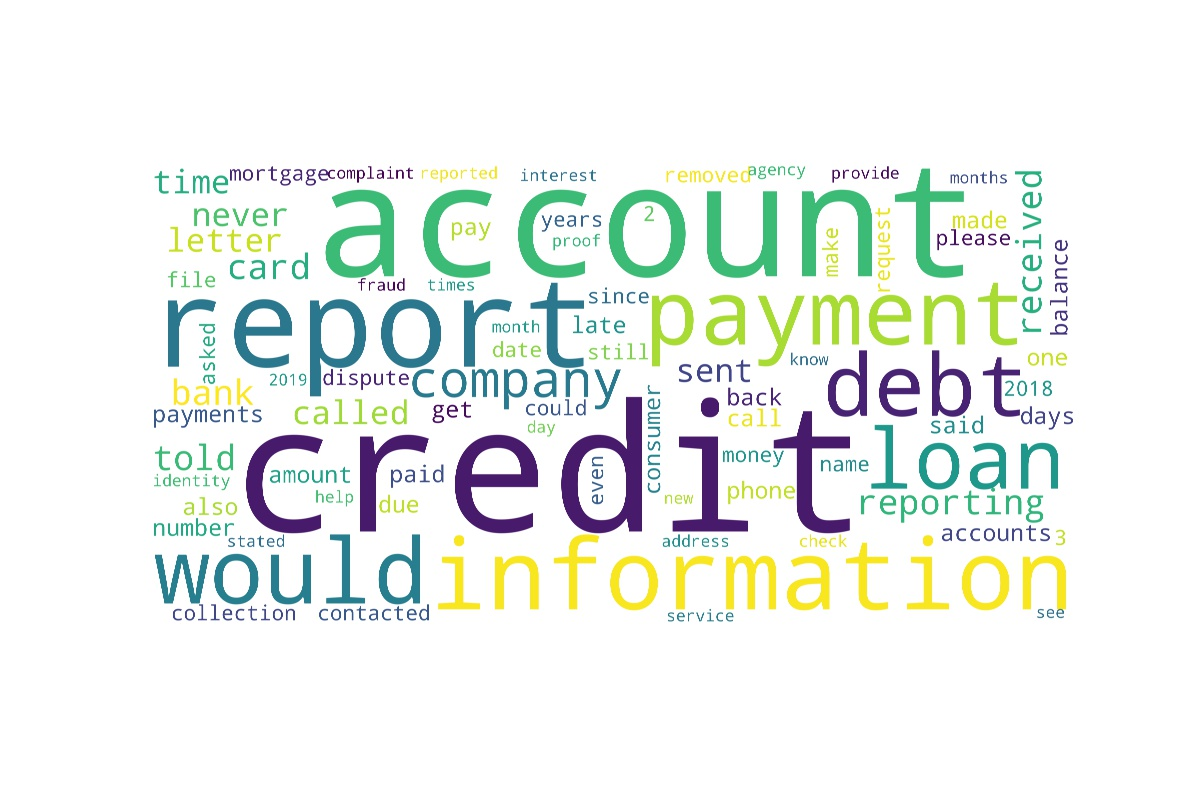 time
mortgage
complaint
reported
interest
removed
agency
provide
months
account
received
never
letter
pay
years
proof
2
make
request
made
please
balance
card
file
fraud
times
report
since
payment
asked
month
late
date
still
know
one
2019
dispute
company
sent
debt
2018
bank
payments
called
get
could
day
consumer
back
call
said
days
credit
loan
told
identity
amount
paid
even
money
name
help
also
due
new
phone
reporting
number
stated
address
check
accounts
3
would
information
collection
contacted
service
see